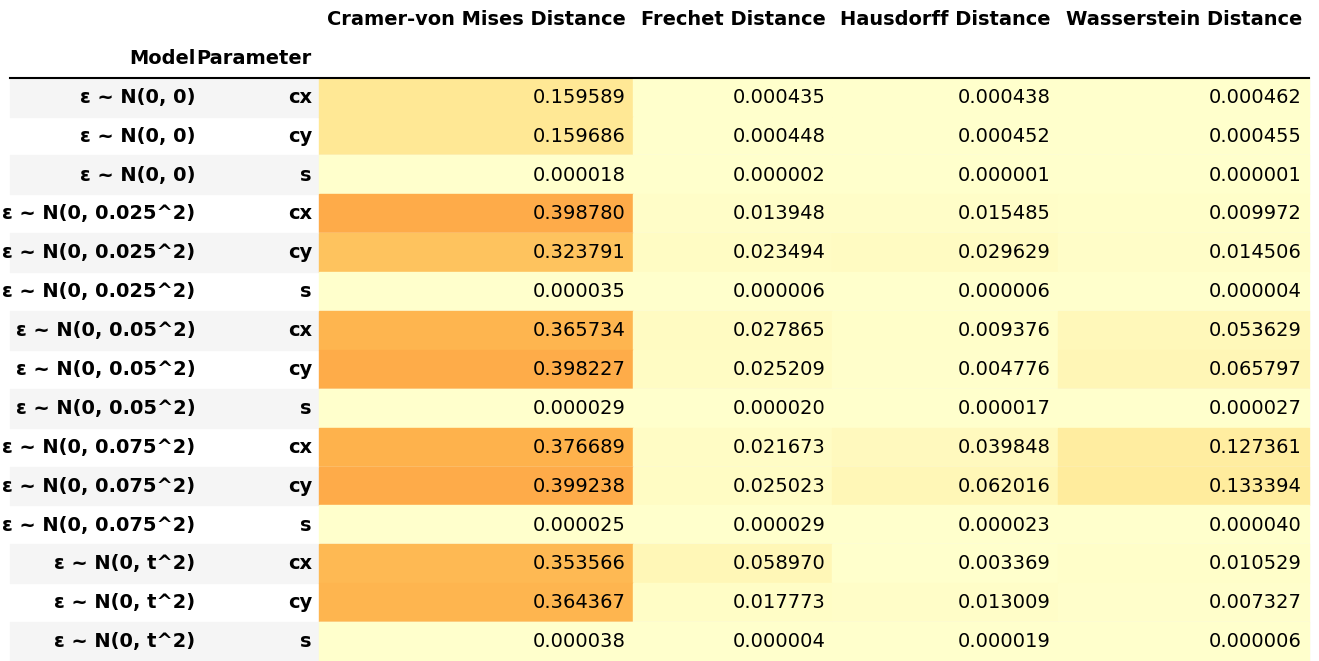 Cramer-von Mises Distance Frechet Distance Hausdorff Distance Wasserstein Distance
Model Parameter
ε ~ N(0, 0) cx 0.159589 0.000435 0.000438 0.000462
ε ~ N(0, 0) cy 0.159686 0.000448 0.000452 0.000455
ε ~ N(0, 0) s 0.000018 0.000002 0.000001 0.000001
ε ~ N(0, 0.025^2) cx 0.398780 0.013948 0.015485 0.009972
ε ~ N(0, 0.025^2) cy 0.323791 0.023494 0.029629 0.014506
ε ~ N(0, 0.025^2) s 0.000035 0.000006 0.000006 0.000004
ε ~ N(0, 0.05^2) cx 0.365734 0.027865 0.009376 0.053629
ε ~ N(0, 0.05^2) cy 0.398227 0.025209 0.004776 0.065797
ε ~ N(0, 0.05^2) s 0.000029 0.000020 0.000017 0.000027
ε ~ N(0, 0.075^2) cx 0.376689 0.021673 0.039848 0.127361
ε ~ N(0, 0.075^2) cy 0.399238 0.025023 0.062016 0.133394
ε ~ N(0, 0.075^2) s 0.000025 0.000029 0.000023 0.000040
ε ~ N(0, t^2) cx 0.353566 0.058970 0.003369 0.010529
ε ~ N(0, t^2) cy 0.364367 0.017773 0.013009 0.007327
ε ~ N(0, t^2) s 0.000038 0.000004 0.000019 0.000006